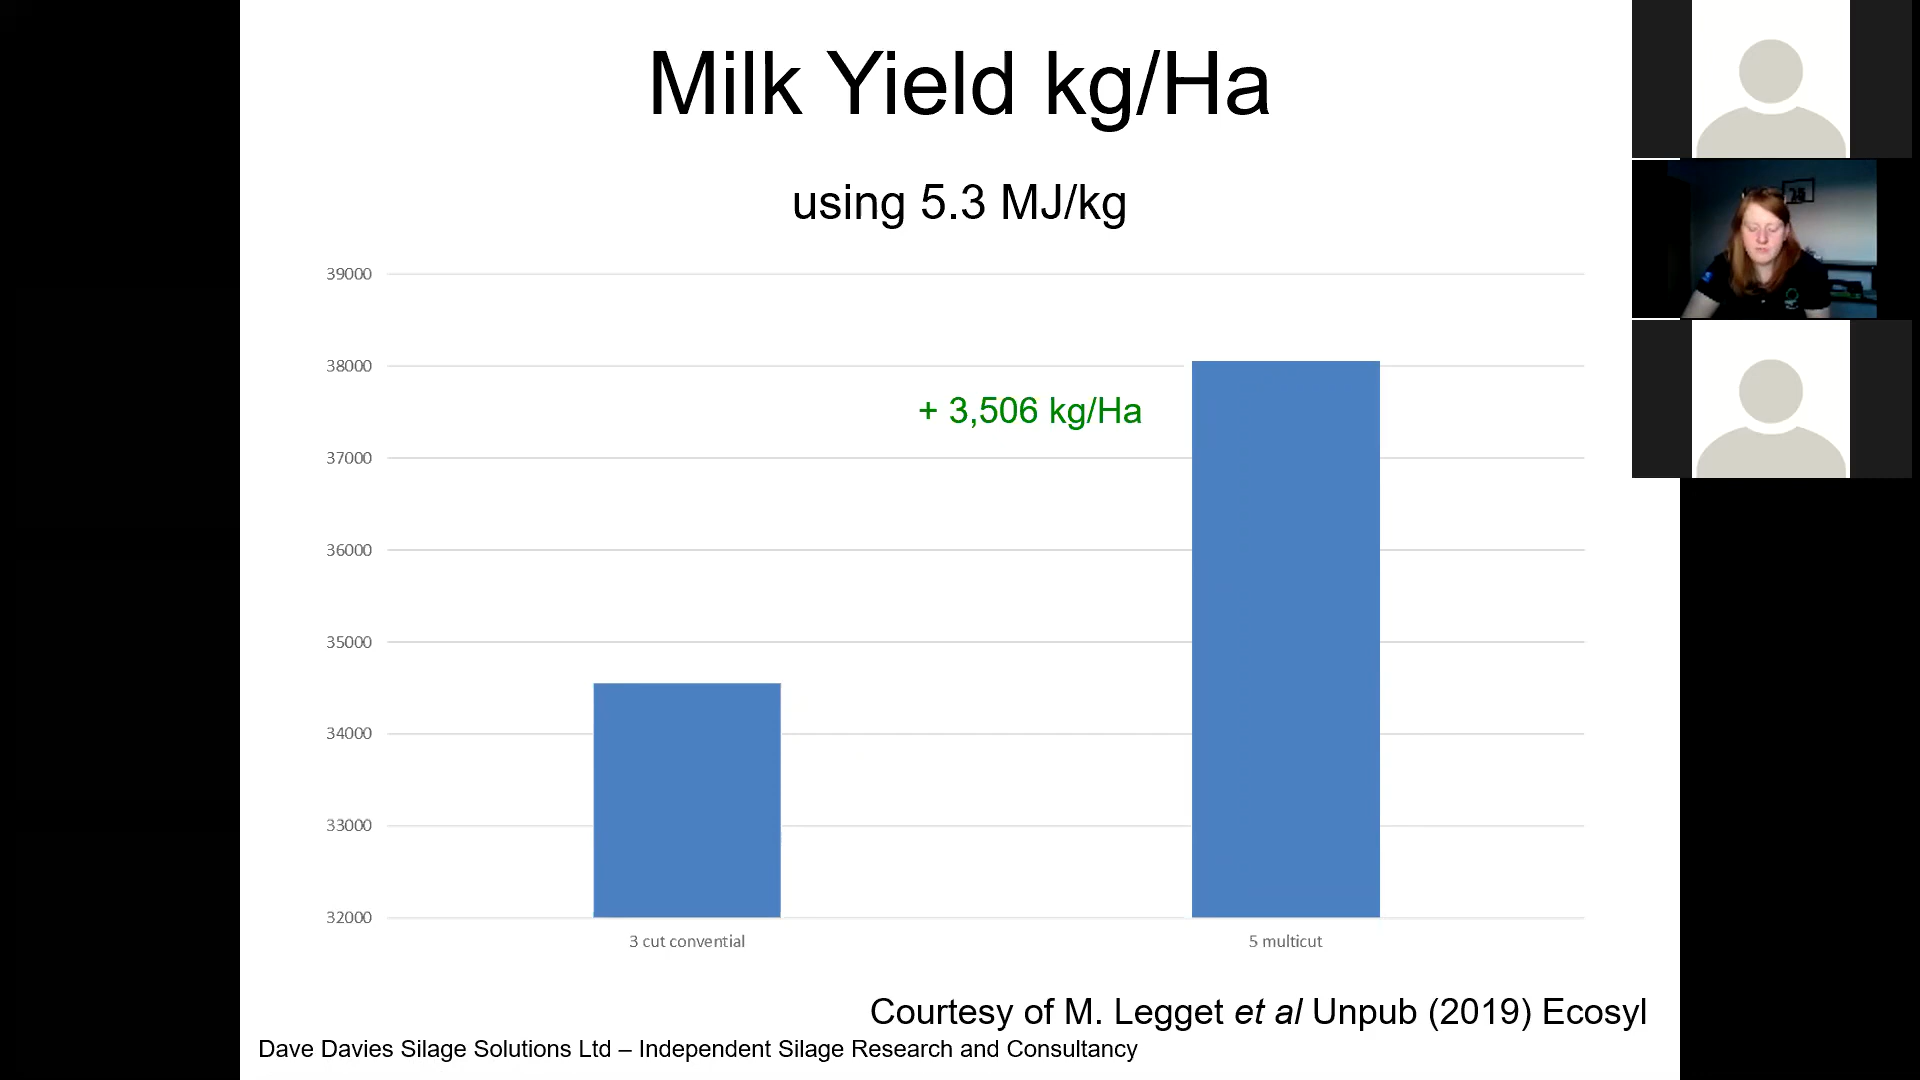 Milk Yield kg/Ha
using 5.3 MJ/kg
39000
38000
+ 3,506 kg/Ha
37000
36000
35000
34000
33000
32000
3 cut convential
5 multicut
Courtesy of M. Legget et al Unpub (2019) Ecosyl
Dave Davies Silage Solutions Ltd – Independent Silage Research and Consultancy